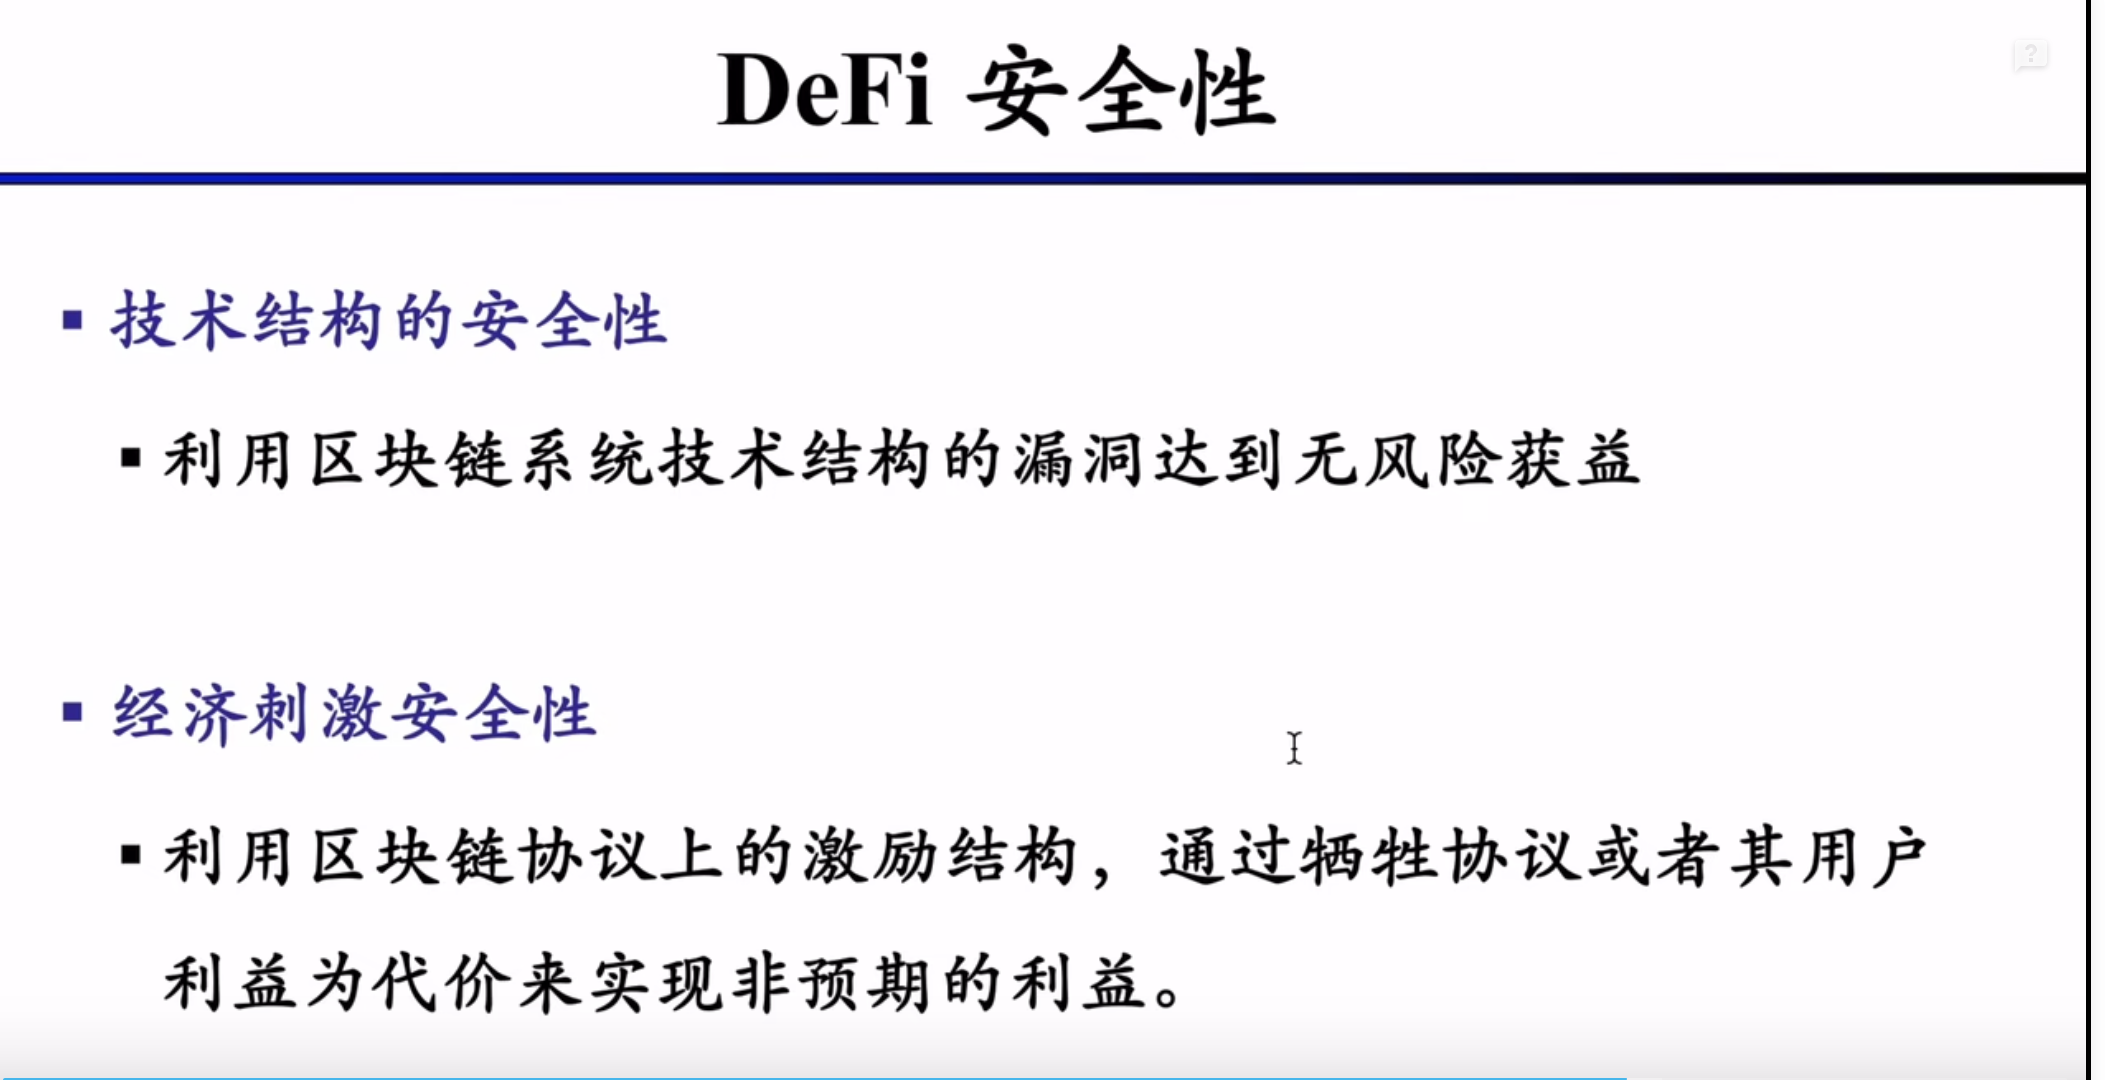 DeFi 安全性
技术结构的安全性
利用区块链系统技术结构的漏洞达到无风险获益
经济刺激安全性
利用区块链协议上的激励结构，通过牺牲协议或者其用户
利益为代价来实现非预期的利益。